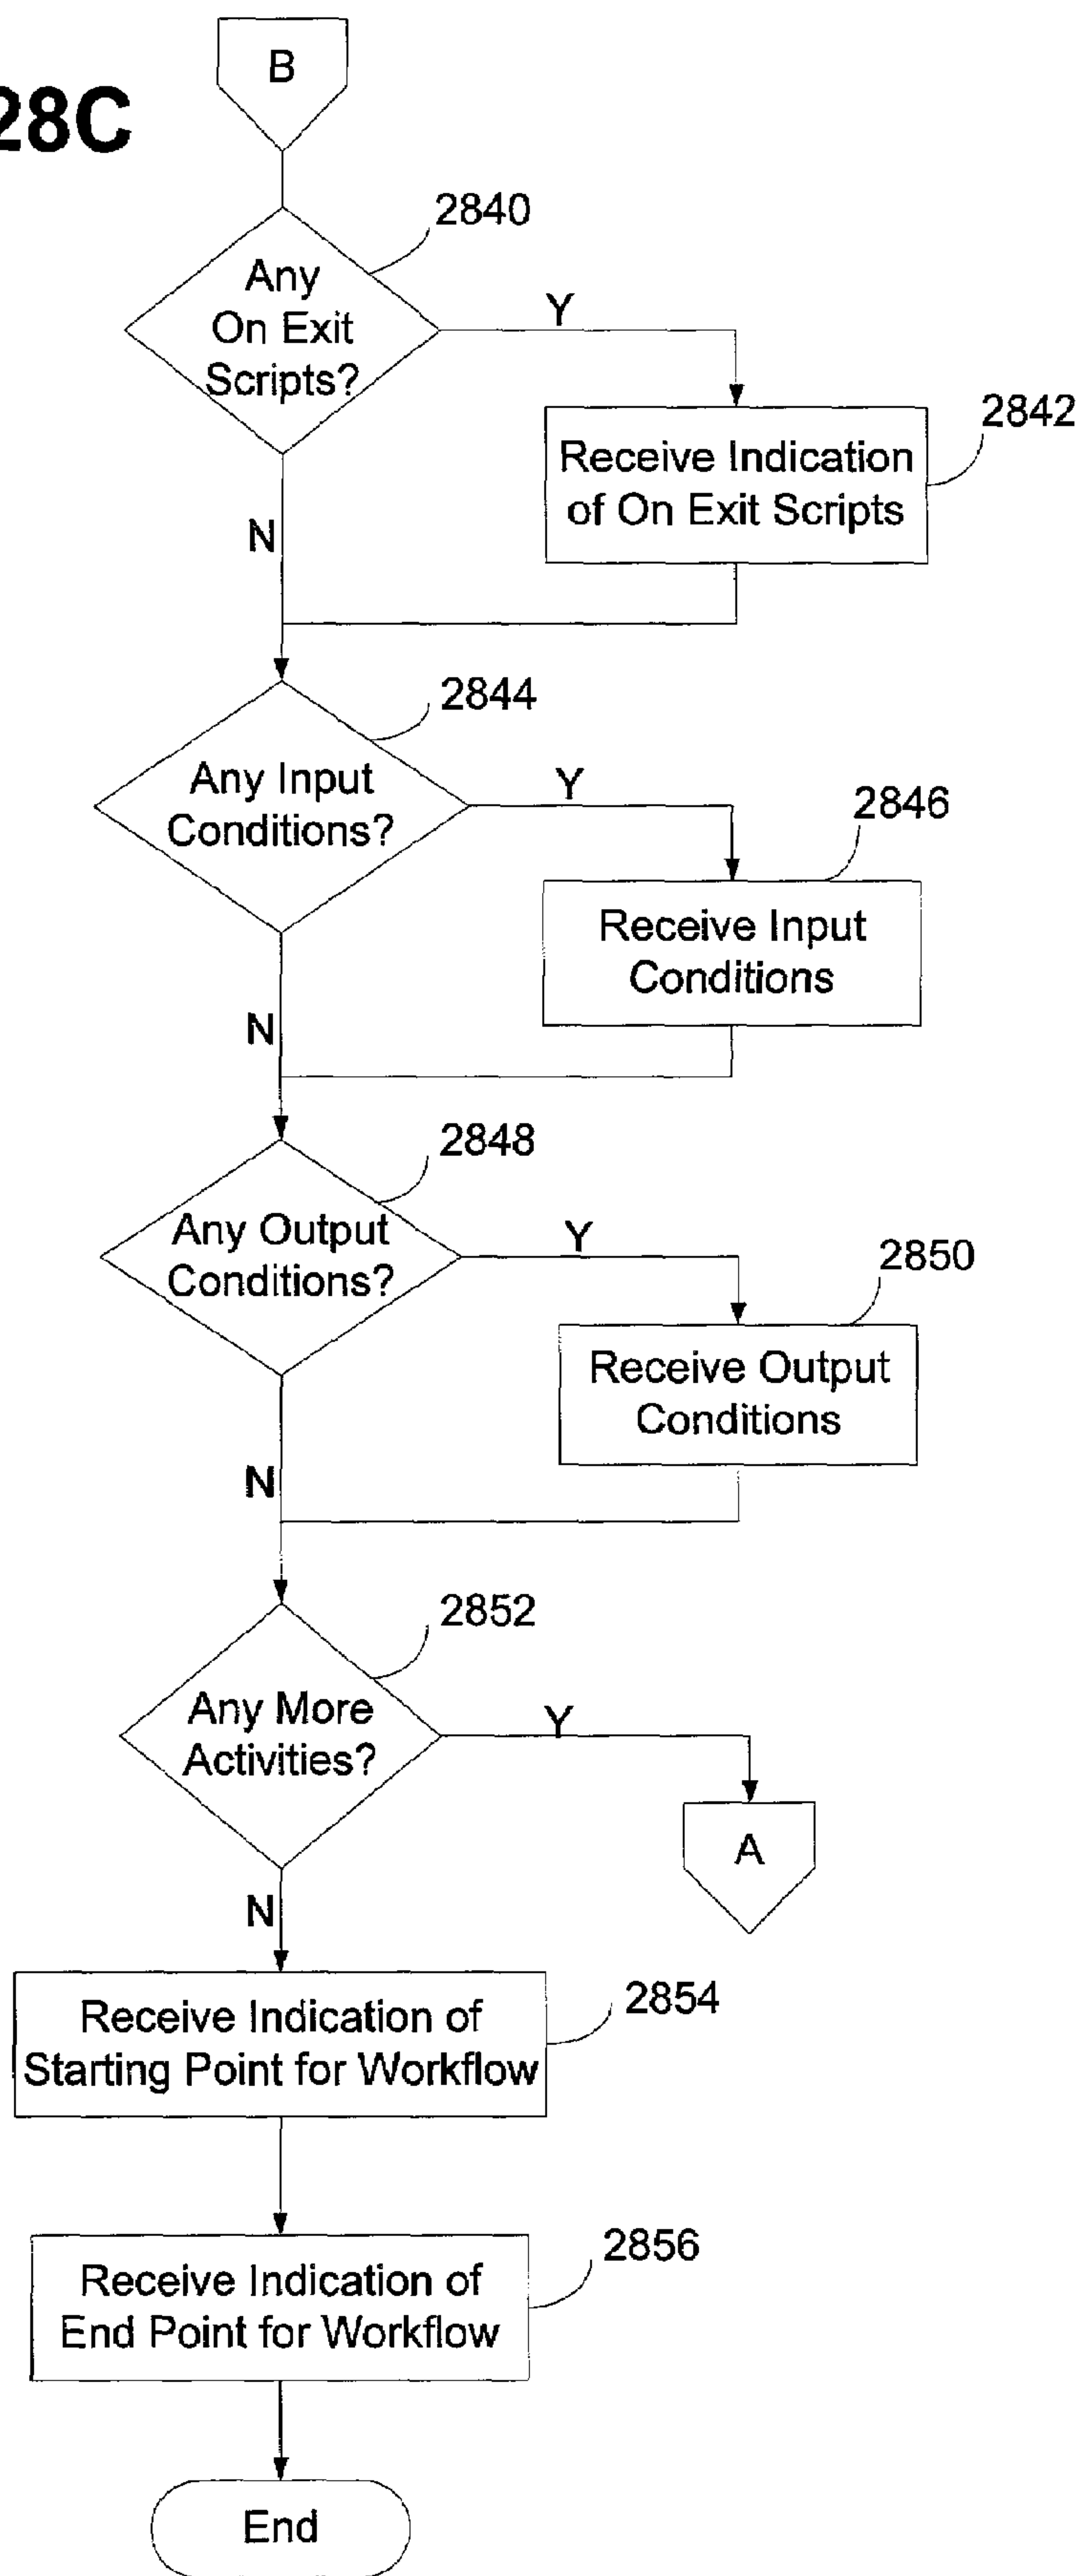 28C
B
2840
Any
On Exit
Scripts?
Y
2842
Receive Indication
of On Exit Scripts
N
2844
Any Input
Conditions?
Y
2846
Receive Input
Conditions
N
2848
Any Output
Conditions?
Y
2850
Receive Output
Conditions
N
2852
Any More
Activities?
Y
A
N
2854
Receive Indication of
Starting Point for Workflow
2856
Receive Indication of
End Point for Workflow
End